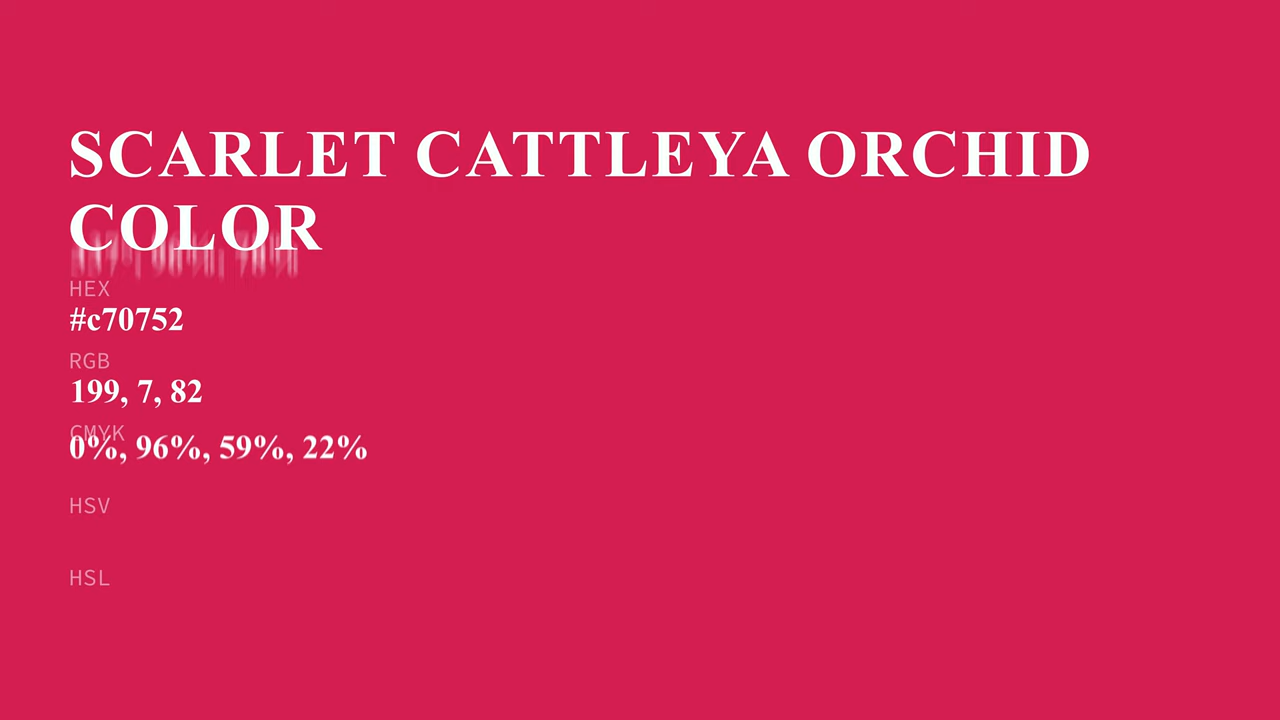 SCARLET CATTLEYA ORCHID
COLOR
HEX
#c70752
RGB
199, 7, 82
CMYK
0%, 96%, 59%, 22%
HSV
HSL